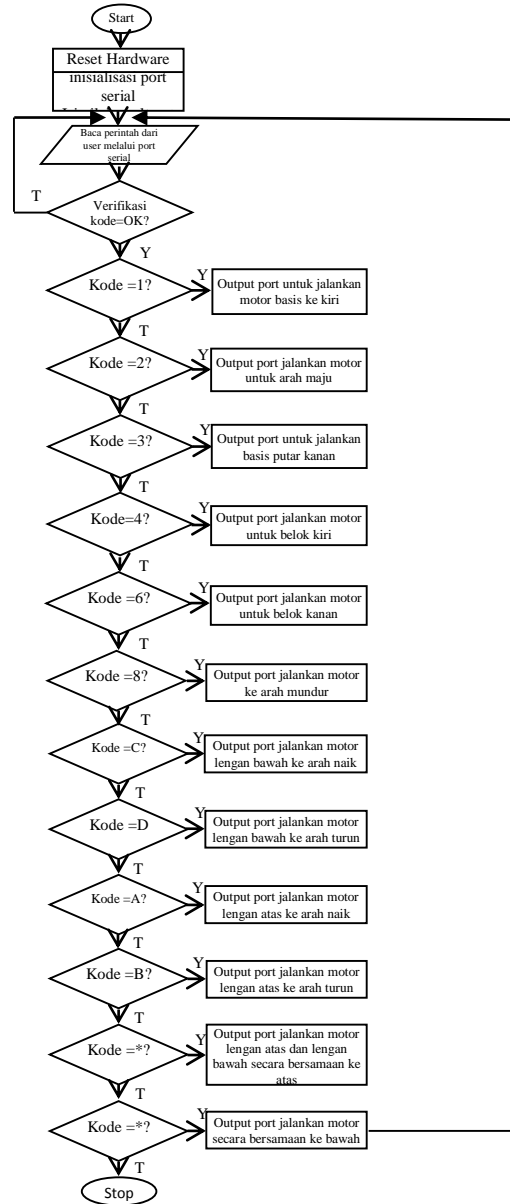 Start
Reset Hardware
inisialisasi port
serial
Baca perintah dari
user melalui port
serial
T
Verifikasi
kode=OK?
Y
Kode =1?
Y
Output port untuk jalankan
motor basis ke kiri
T
Kode =2?
Y
Output port jalankan motor
untuk arah maju
T
Kode =3?
Y
Output port untuk jalankan
basis putar kanan
T
Kode=4?
Y
Output port jalankan motor
untuk belok kiri
T
Kode =6?
Y
Output port jalankan motor
untuk belok kanan
T
Kode =8?
Y
Output port jalankan motor
ke arah mundur
T
Kode =C?
Y
Output port jalankan motor
lengan bawah ke arah naik
T
Kode =D
Y
Output port jalankan motor
lengan bawah ke arah turun
T
Kode =A?
Y
Output port jalankan motor
lengan atas ke arah naik
T
Kode =B?
Y
Output port jalankan motor
lengan atas ke arah turun
T
Kode =*?
Y
Output port jalankan motor
lengan atas dan lengan
bawah secara bersamaan ke
atas
T
Kode =*?
Y
Output port jalankan motor
secara bersamaan ke bawah
T
Stop